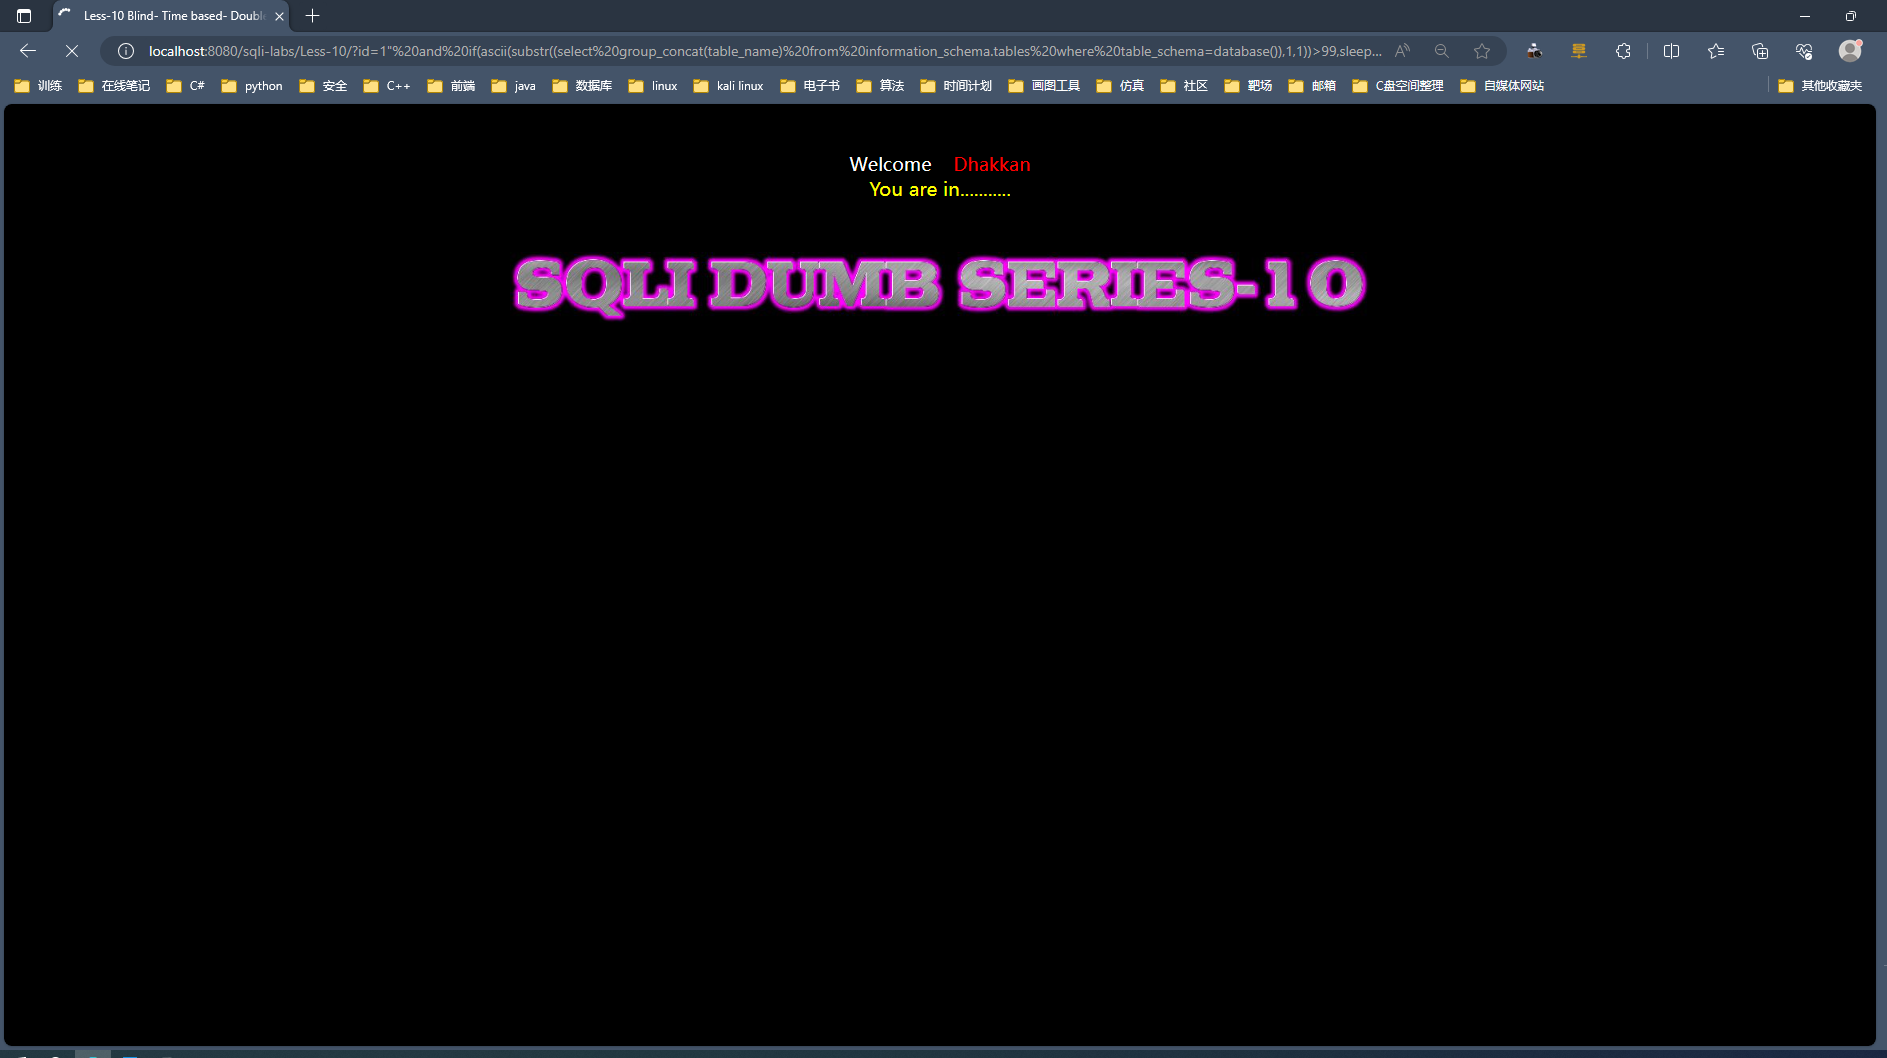 Less-10 Blind- Time based- Double
localhost:8080/sqli-labs/Less-10/?id=1"%20and%20if(ascii(substr((select%20group_concat(table_name)%20from%20information_schema.tables%20where%20table_schema=database()),1,1))>99,sleep...
训练 在线笔记 C# python 安全 C++ 前端 java 数据库 linux kali linux 电子书 算法 时间计划 画图工具 仿真 社区 靶场 邮箱 C盘空间整理 自媒体网站 其他收藏夹
Welcome Dhakkan
You are in...........
SQLI DUMB SERIES-10